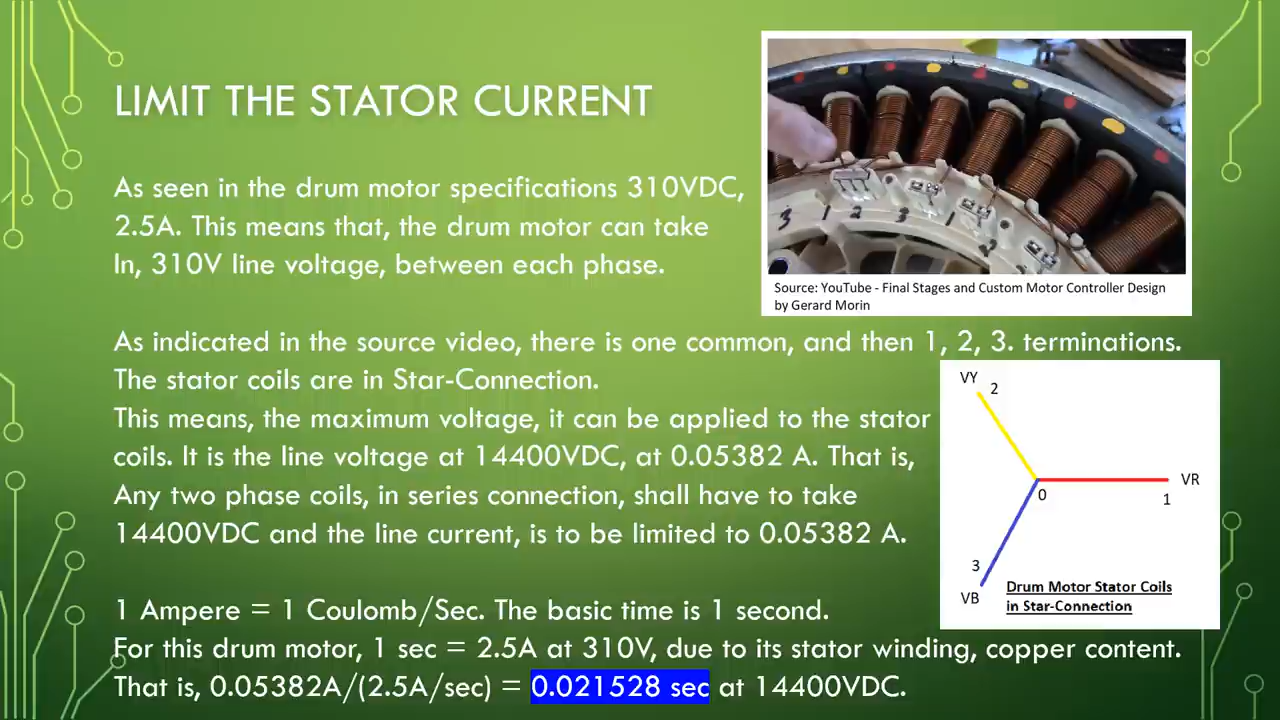 LIMIT THE STATOR CURRENT
As seen in the drum motor specifications 310VDC,
2.5A. This means that, the drum motor can take
In, 310V line voltage, between each phase.
3 1 2 3
Source: YouTube - Final Stages and Custom Motor Controller Design
by Gerard Morin
As indicated in the source video, there is one common, and then 1, 2, 3. terminations.
The stator coils are in Star-Connection.
This means, the maximum voltage, it can be applied to the stator
coils. It is the line voltage at 14400VDC, at 0.05382 A. That is,
Any two phase coils, in series connection, shall have to take
14400VDC and the line current, is to be limited to 0.05382 A.
VY
2
VR
0
1
3
VB
Drum Motor Stator Coils
in Star-Connection
1 Ampere = 1 Coulomb/Sec. The basic time is 1 second.
For this drum motor, 1 sec = 2.5A at 310V, due to its stator winding, copper content.
That is, 0.05382A/(2.5A/sec) = 0.021528 sec at 14400VDC.